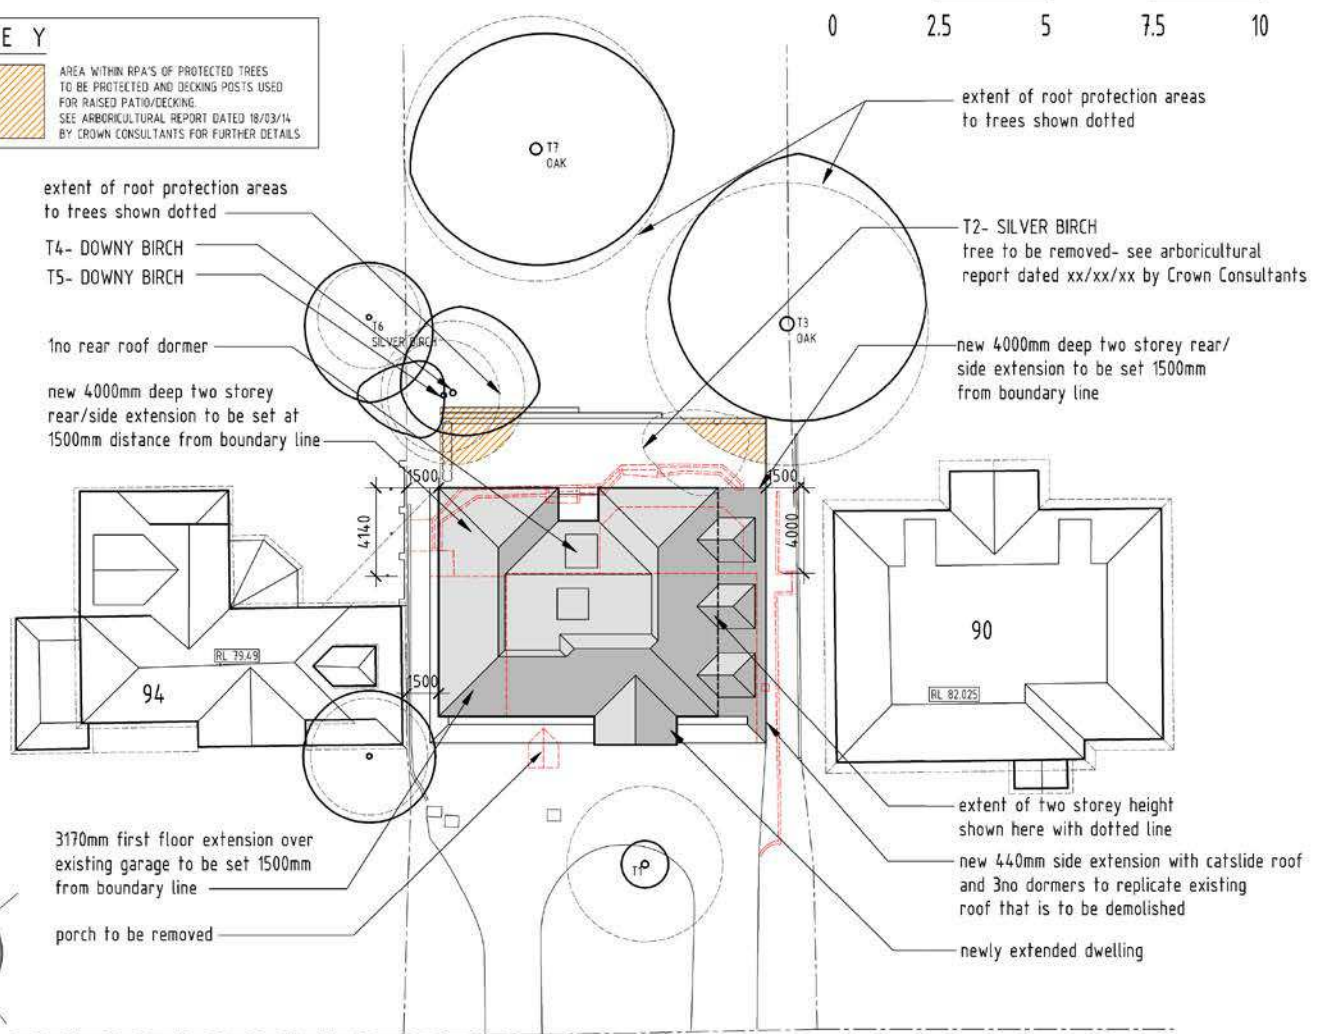 E Y
AREA WITHIN RPA'S OF PROTECTED TREES
TO BE PROTECTED AND DECKING POSTS USED
FOR RAISED PATIO/DECKING.
SEE ARBORICULTURAL REPORT DATED 18/03/14
BY CROWN CONSULTANTS FOR FURTHER DETAILS
0 2.5 5 7.5 10
extent of root protection areas
to trees shown dotted
T7
OAK
extent of root protection areas
to trees shown dotted
T4- DOWNY BIRCH
T5- DOWNY BIRCH
T2- SILVER BIRCH
tree to be removed- see arboricultural
report dated xx/xx/xx by Crown Consultants
T6
SILVER BIRCH
T3
OAK
1no rear roof dormer
new 4000mm deep two storey
rear/side extension to be set at
1500mm distance from boundary line
new 4000mm deep two storey rear/
side extension to be set 1500mm
from boundary line
1500
1500
4140
4000
RL 79.49
94
1500
90
RL 82.025
3170mm first floor extension over
existing garage to be set 1500mm
from boundary line
porch to be removed
T1
extent of two storey height
shown here with dotted line
new 440mm side extension with catslide roof
and 3no dormers to replicate existing
roof that is to be demolished
newly extended dwelling